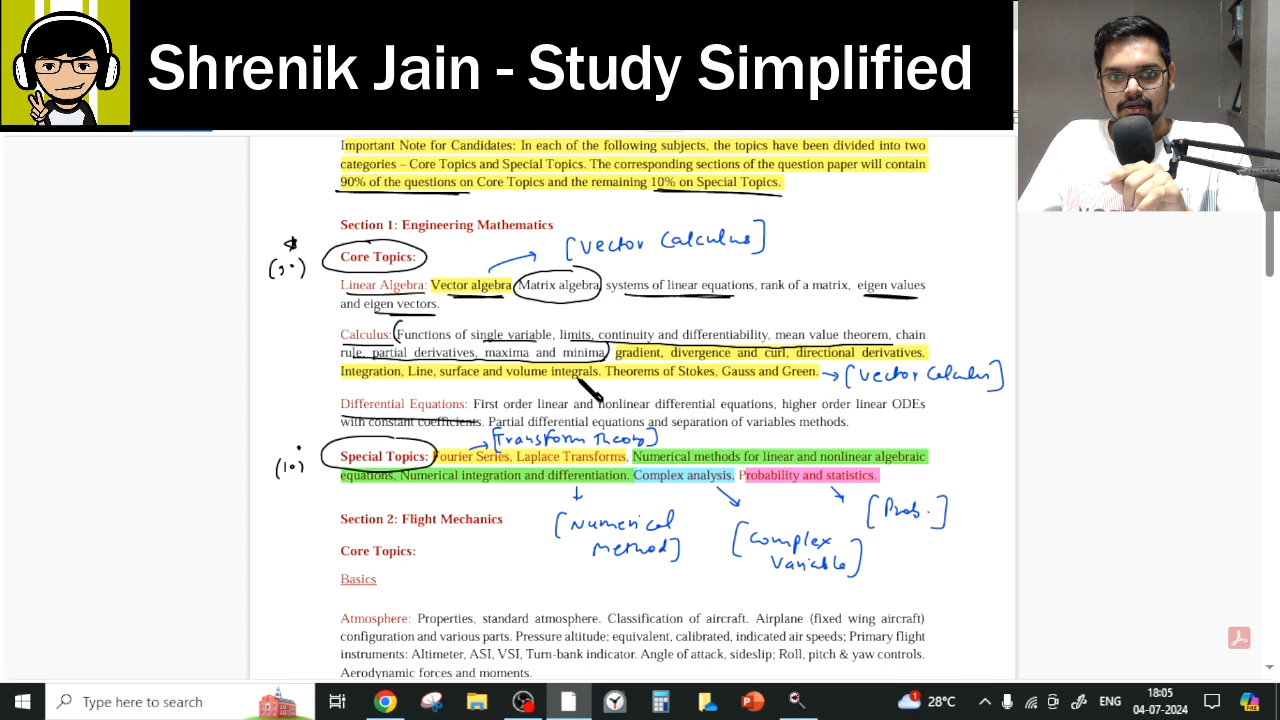 Shrenik Jain - Study Simplified
Important Note for Candidates: In each of the following subjects, the topics have been divided into two
categories – Core Topics and Special Topics. The corresponding sections of the question paper will contain
90% of the questions on Core Topics and the remaining 10% on Special Topics.
Section 1: Engineering Mathematics
[Vector Calculus]
Core Topics:
Linear Algebra: Vector algebra Matrix algebra, systems of linear equations, rank of a matrix, eigen values
and eigen vectors.
Calculus: Functions of single variable, limits, continuity and differentiability, mean value theorem, chain
rule, partial derivatives, maxima and minima, gradient, divergence and curl, directional derivatives.
Integration, Line, surface and volume integrals. Theorems of Stokes, Gauss and Green. → [Vector Calculus]
Differential Equations: First order linear and nonlinear differential equations, higher order linear ODEs
with constant coefficients. Partial differential equations and separation of variables methods.
→ [Transform Theory]
Special Topics: Fourier Series, Laplace Transforms, Numerical methods for linear and nonlinear algebraic
(10)
equations, Numerical integration and differentiation. Complex analysis. Probability and statistics.
Section 2: Flight Mechanics
[Numerical
Method]
[Complex
Variable]
[Prob.]
Core Topics:
Basics
Atmosphere: Properties, standard atmosphere. Classification of aircraft. Airplane (fixed wing aircraft)
configuration and various parts. Pressure altitude; equivalent, calibrated, indicated air speeds; Primary flight
instruments: Altimeter, ASI, VSI, Turn-bank indicator. Angle of attack, sideslip; Roll, pitch & yaw controls.
Aerodynamic forces and moments.
Type here to search
1
28°C
ENG
18:05
04-07-2024